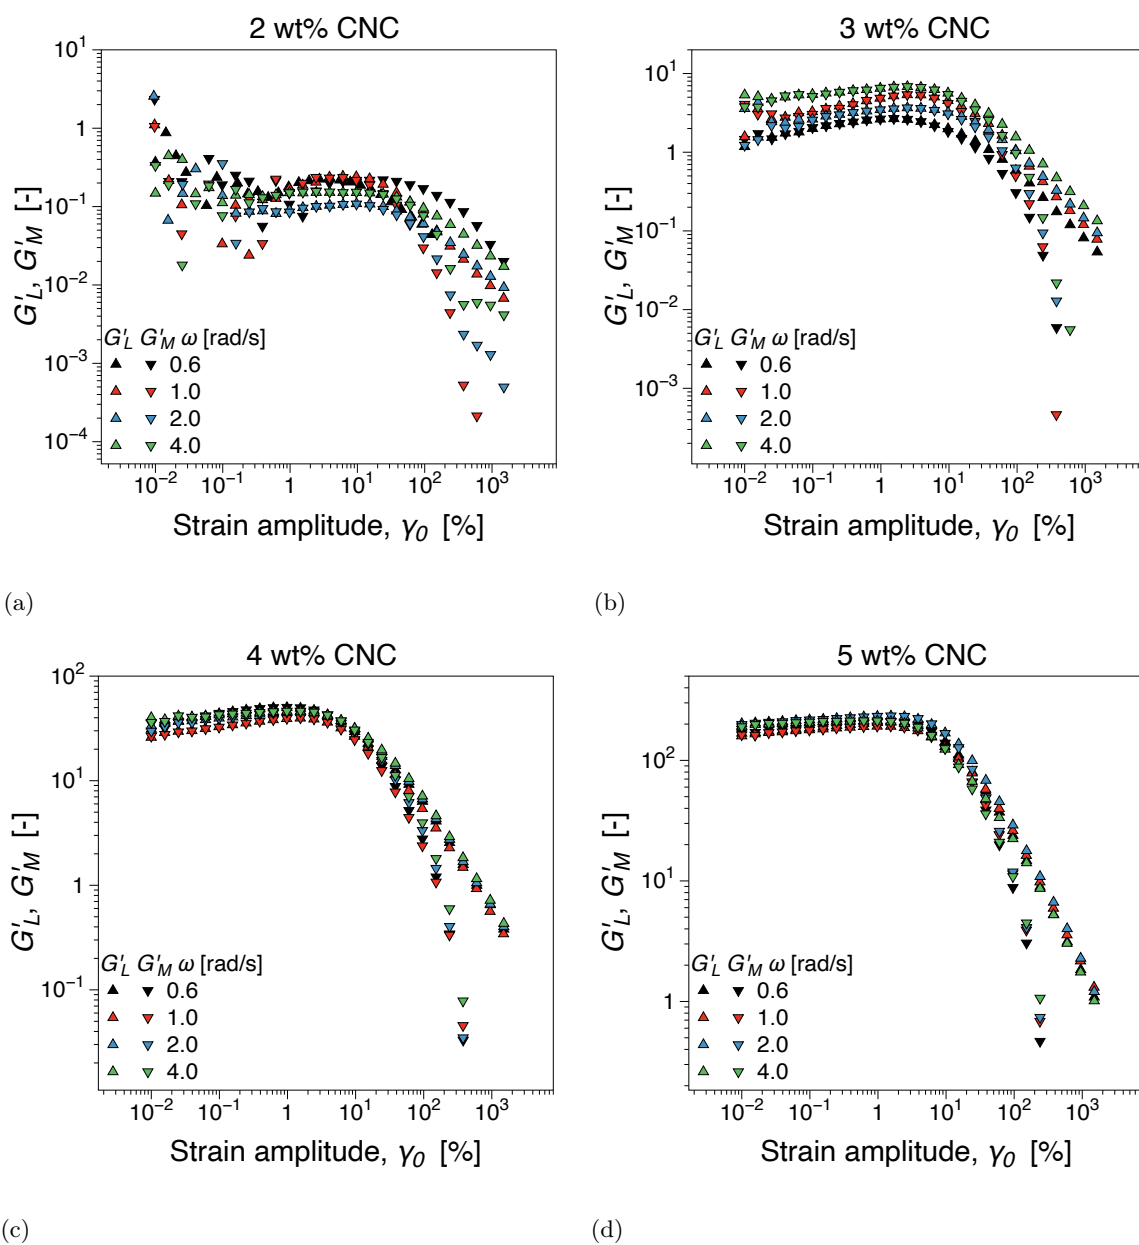 2 wt% CNC
10¹
1
10⁻¹
10⁻²
10⁻³
10⁻⁴
G'L, G'M [-]
G'L G'M ω [rad/s]
0.6
1.0
2.0
4.0
10⁻² 10⁻¹ 1 10¹ 10² 10³
Strain amplitude, γ0 [%]
(a)
3 wt% CNC
10¹
1
10⁻¹
10⁻²
10⁻³
G'L, G'M [-]
G'L G'M ω [rad/s]
0.6
1.0
2.0
4.0
10⁻² 10⁻¹ 1 10¹ 10² 10³
Strain amplitude, γ0 [%]
(b)
4 wt% CNC
10²
10¹
1
10⁻¹
G'L, G'M [-]
G'L G'M ω [rad/s]
0.6
1.0
2.0
4.0
10⁻² 10⁻¹ 1 10¹ 10² 10³
Strain amplitude, γ0 [%]
(c)
5 wt% CNC
10²
10¹
1
G'L, G'M [-]
G'L G'M ω [rad/s]
0.6
1.0
2.0
4.0
10⁻² 10⁻¹ 1 10¹ 10² 10³
Strain amplitude, γ0 [%]
(d)